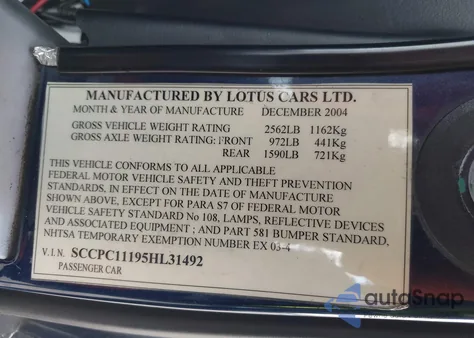 MANUFACTURED BY LOTUS CARS LTD.
MONTH & YEAR OF MANUFACTURE DECEMBER 2004
GROSS VEHICLE WEIGHT RATING 2562LB 1162Kg
GROSS AXLE WEIGHT RATING: FRONT 972LB 441Kg
REAR 1590LB 721Kg
THIS VEHICLE CONFORMS TO ALL APPLICABLE
FEDERAL MOTOR VEHICLE SAFETY AND THEFT PREVENTION
STANDARDS, IN EFFECT ON THE DATE OF MANUFACTURE
SHOWN ABOVE, EXCEPT FOR PARA S7 OF FEDERAL MOTOR
VEHICLE SAFETY STANDARD No 108, LAMPS, REFLECTIVE DEVICES
AND ASSOCIATED EQUIPMENT ; AND PART 581 BUMPER STANDARD,
NHTSA TEMPORARY EXEMPTION NUMBER EX 03-4
V.I.N. SCCPC11195HL31492
PASSENGER CAR
autoSnap